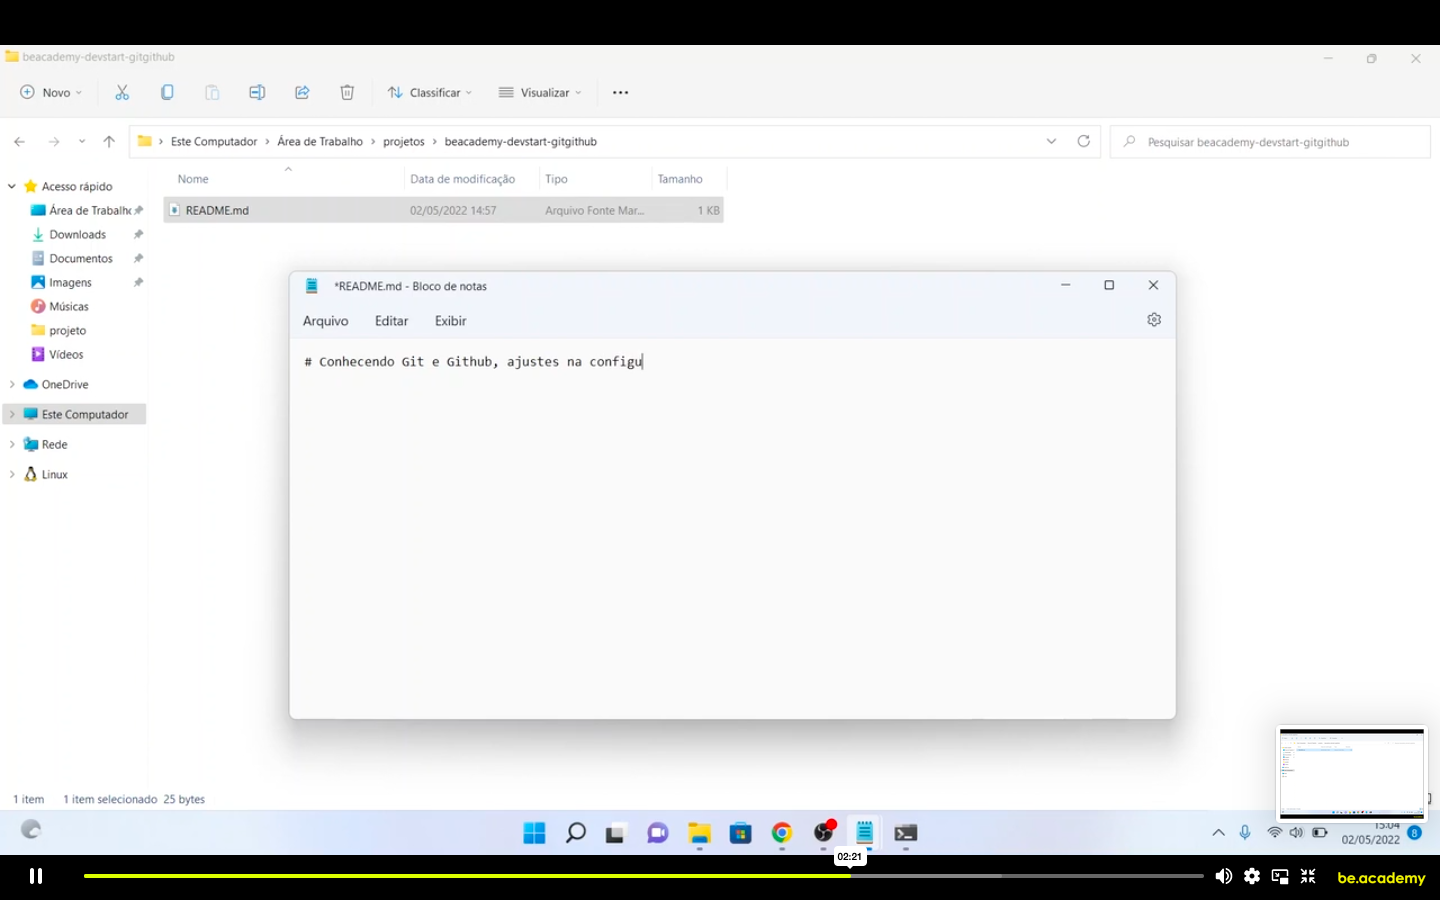 beacademy-devstart-gitgithub
Novo
Classificar
Visualizar
Este Computador > Área de Trabalho > projetos > beacademy-devstart-gitgithub
Pesquisar beacademy-devstart-gitgithub
Nome Data de modificação Tipo Tamanho
README.md 02/05/2022 14:57 Arquivo Fonte Mar... 1 KB
Acesso rápido
Área de Trabalho
Downloads
Documentos
Imagens
Músicas
projeto
Vídeos
OneDrive
Este Computador
Rede
Linux
*README.md - Bloco de notas
Arquivo Editar Exibir
# Conhecendo Git e Github, ajustes na configu
1 item 1 item selecionado 25 bytes
15:04
02/05/2022
8
02:21
be.academy